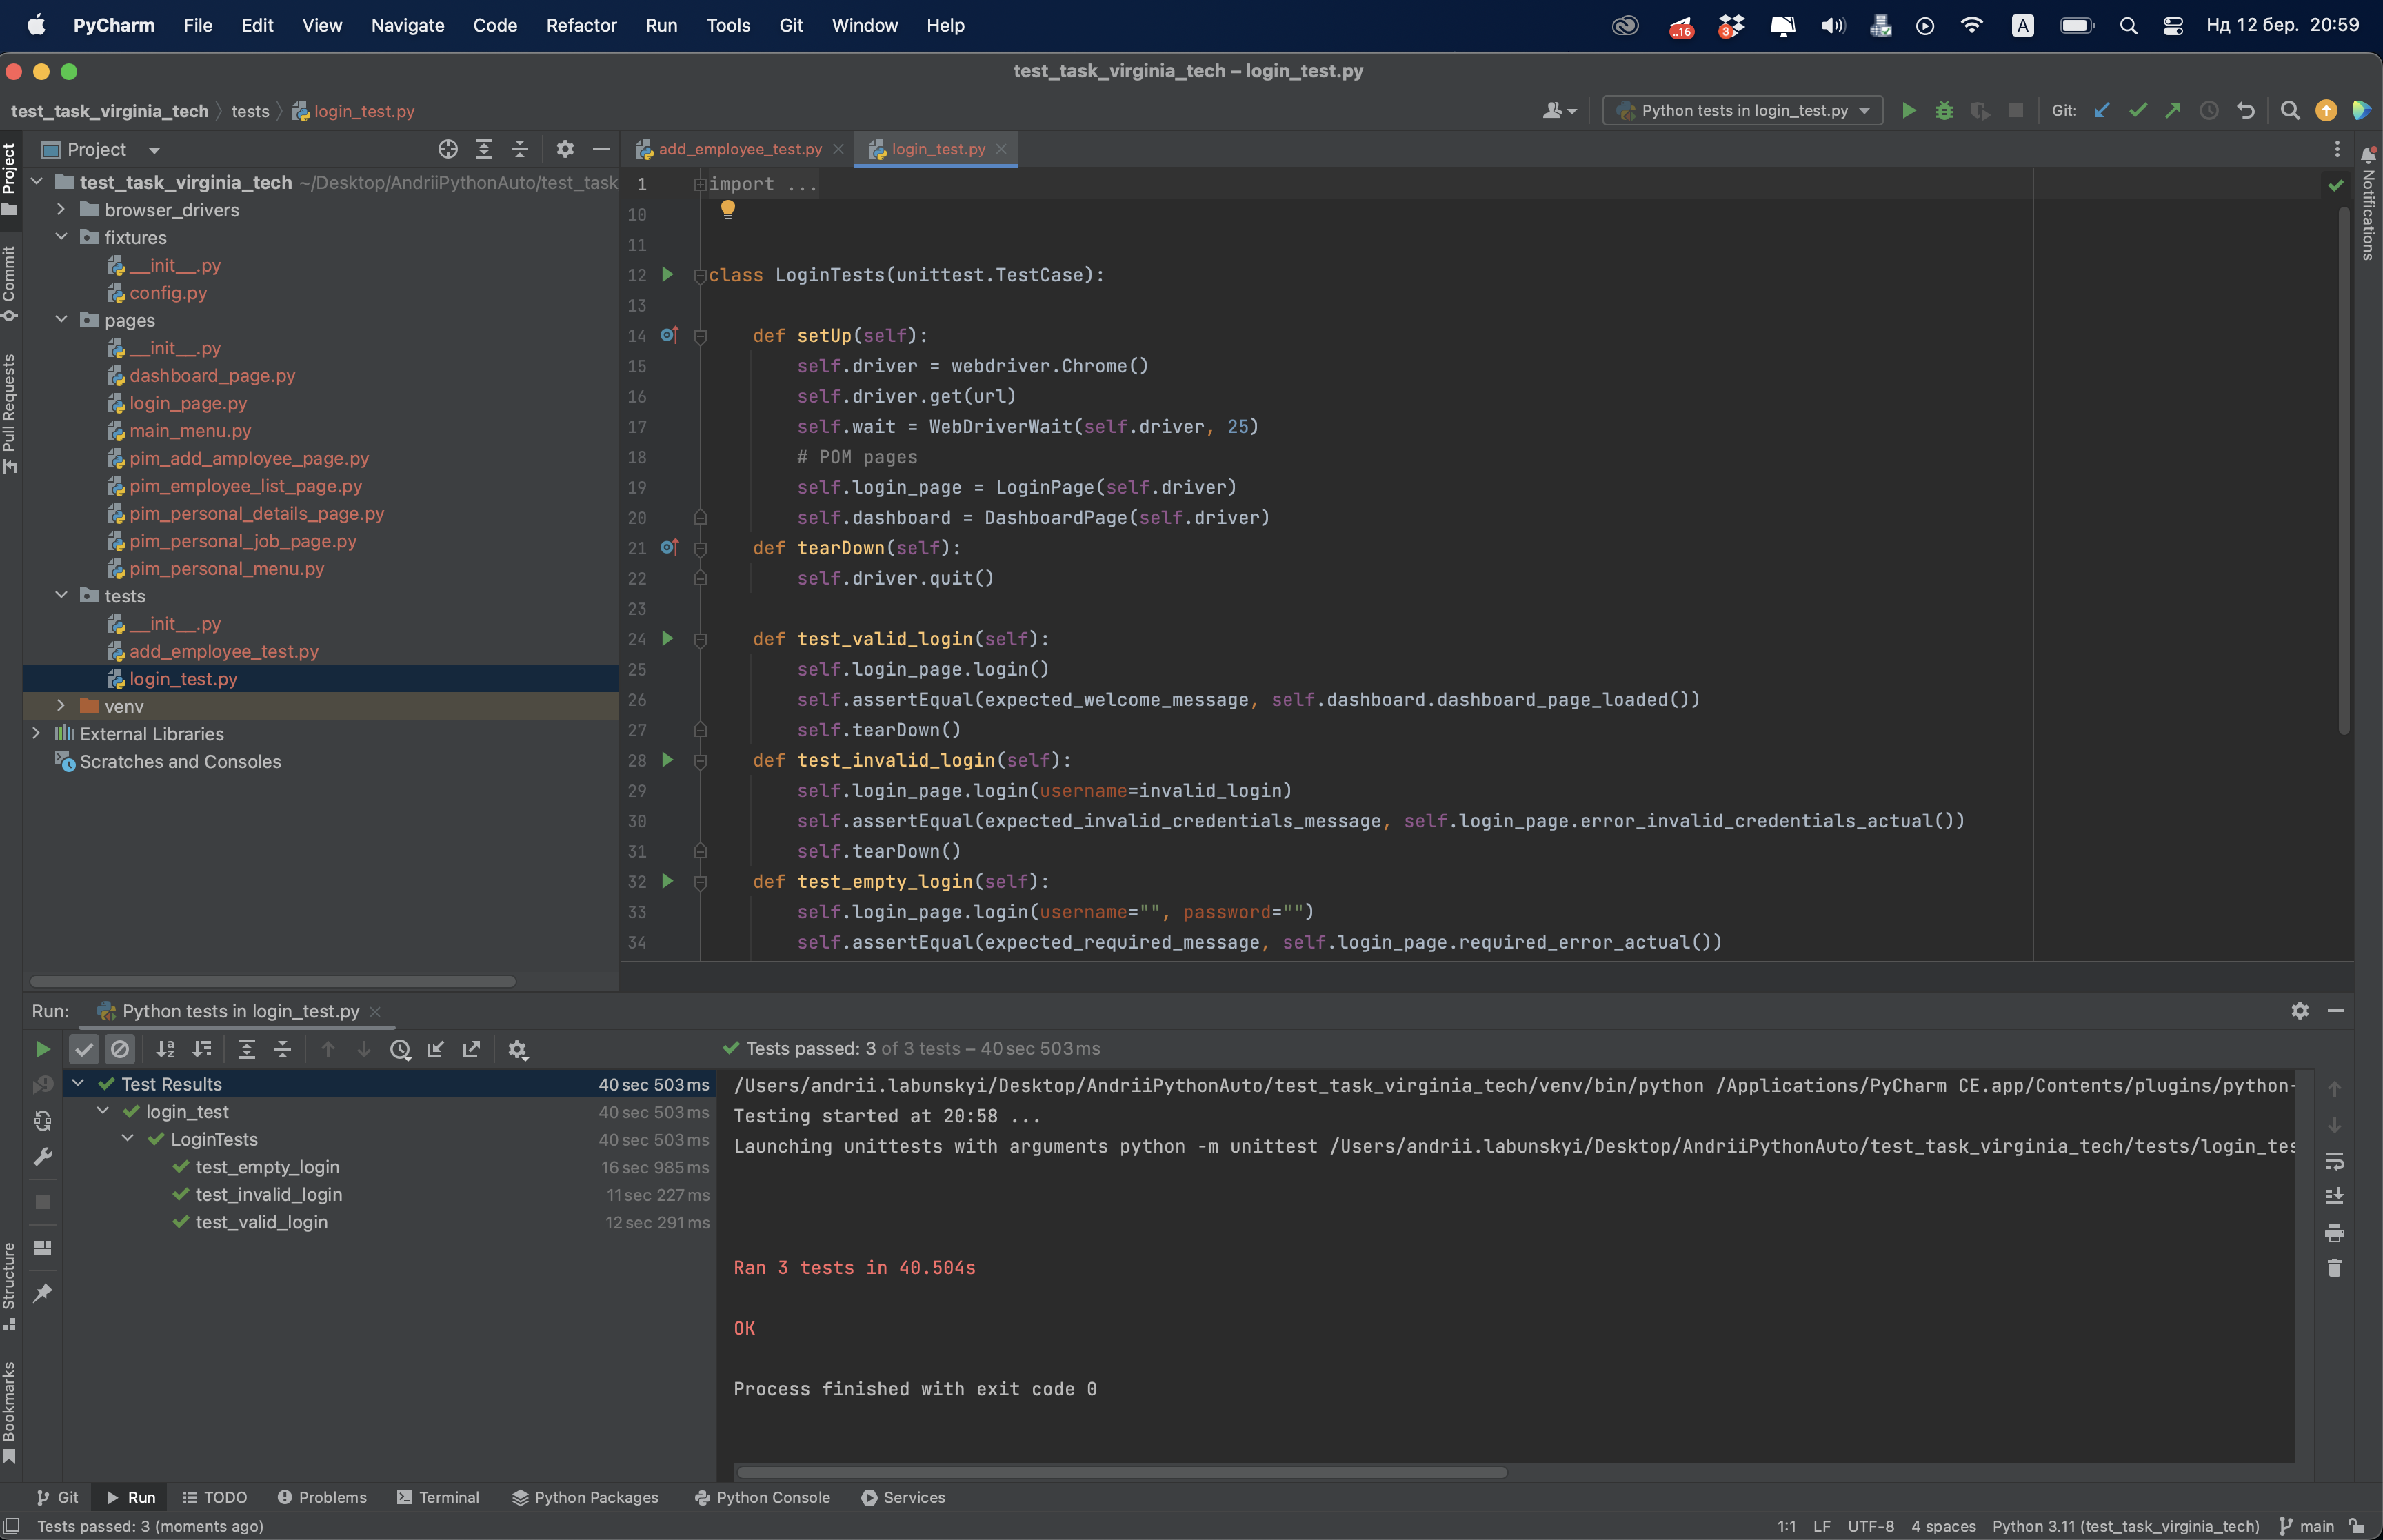 PyCharm File Edit View Navigate Code Refactor Run Tools Git Window Help ..16 3 A Нд 12 бер. 20:59
test_task_virginia_tech – login_test.py
test_task_virginia_tech tests login_test.py Python tests in login_test.py Git:
Project
Project
Commit
Pull Requests
test_task_virginia_tech ~/Desktop/AndriiPythonAuto/test_task
browser_drivers
fixtures
__init__.py
config.py
pages
__init__.py
dashboard_page.py
login_page.py
main_menu.py
pim_add_amployee_page.py
pim_employee_list_page.py
pim_personal_details_page.py
pim_personal_job_page.py
pim_personal_menu.py
tests
__init__.py
add_employee_test.py
login_test.py
venv
External Libraries
Scratches and Consoles
add_employee_test.py login_test.py
Notifications
1 import ...
10
11
12 class LoginTests(unittest.TestCase):
13
14 def setUp(self):
15 self.driver = webdriver.Chrome()
16 self.driver.get(url)
17 self.wait = WebDriverWait(self.driver, 25)
18 # POM pages
19 self.login_page = LoginPage(self.driver)
20 self.dashboard = DashboardPage(self.driver)
21 def tearDown(self):
22 self.driver.quit()
23
24 def test_valid_login(self):
25 self.login_page.login()
26 self.assertEqual(expected_welcome_message, self.dashboard.dashboard_page_loaded())
27 self.tearDown()
28 def test_invalid_login(self):
29 self.login_page.login(username=invalid_login)
30 self.assertEqual(expected_invalid_credentials_message, self.login_page.error_invalid_credentials_actual())
31 self.tearDown()
32 def test_empty_login(self):
33 self.login_page.login(username="", password="")
34 self.assertEqual(expected_required_message, self.login_page.required_error_actual())
Run: Python tests in login_test.py
Tests passed: 3 of 3 tests – 40 sec 503 ms
Test Results 40 sec 503 ms
login_test 40 sec 503 ms
LoginTests 40 sec 503 ms
test_empty_login 16 sec 985 ms
test_invalid_login 11 sec 227 ms
test_valid_login 12 sec 291 ms
/Users/andrii.labunskyi/Desktop/AndriiPythonAuto/test_task_virginia_tech/venv/bin/python /Applications/PyCharm CE.app/Contents/plugins/python-
Testing started at 20:58 ...
Launching unittests with arguments python -m unittest /Users/andrii.labunskyi/Desktop/AndriiPythonAuto/test_task_virginia_tech/tests/login_tes
Ran 3 tests in 40.504s
OK
Process finished with exit code 0
Structure
Bookmarks
Git Run TODO Problems Terminal Python Packages Python Console Services
Tests passed: 3 (moments ago) 1:1 LF UTF-8 4 spaces Python 3.11 (test_task_virginia_tech) main